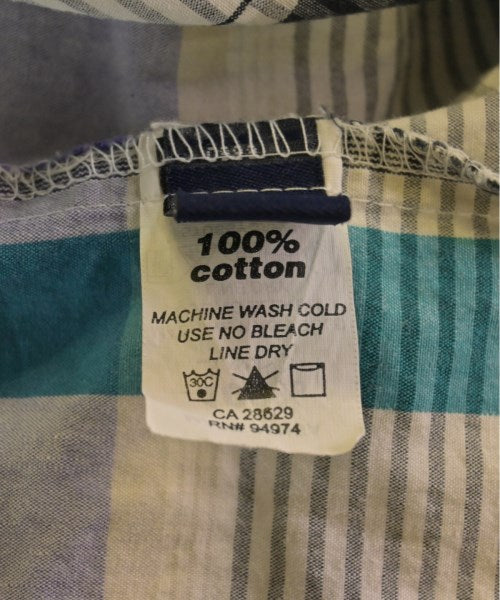 100%
cotton
MACHINE WASH COLD
USE NO BLEACH
LINE DRY
30C
CA 28629
RN# 94974